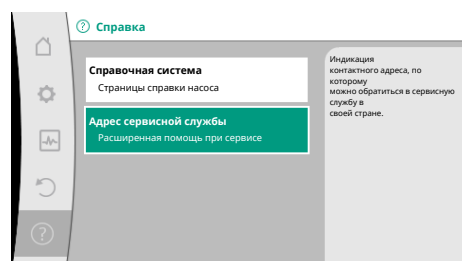 Справка
Справочная система
Страницы справки насоса
Адрес сервисной службы
Расширенная помощь при сервисе
Индикация
контактного адреса, по
которому
можно обратиться в сервисную
службу в
своей стране.